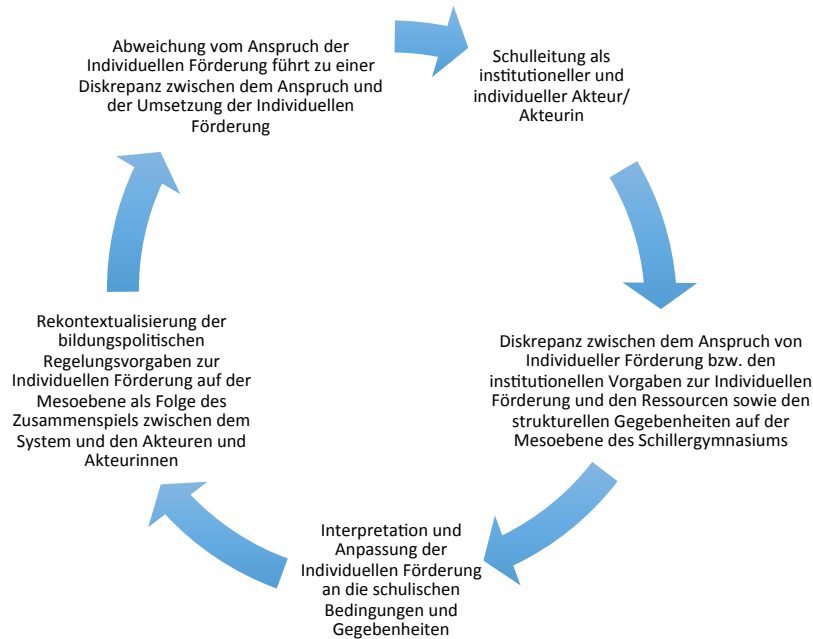 Abweichung vom Anspruch der
Individuellen Förderung führt zu einer
Diskrepanz zwischen dem Anspruch und
der Umsetzung der Individuellen
Förderung
Schulleitung als
institutioneller und
individueller Akteur/
Akteurin
Diskrepanz zwischen dem Anspruch von
Individueller Förderung bzw. den
institutionellen Vorgaben zur Individuellen
Förderung und den Ressourcen sowie den
strukturellen Gegebenheiten auf der
Mesoebene des Schillergymnasiums
Interpretation und
Anpassung der
Individuellen Förderung
an die schulischen
Bedingungen und
Gegebenheiten
Rekontextualisierung der
bildungspolitischen
Regelungsvorgaben zur
Individuellen Förderung auf der
Mesoebene als Folge des
Zusammenspiels zwischen dem
System und den Akteuren und
Akteurinnen